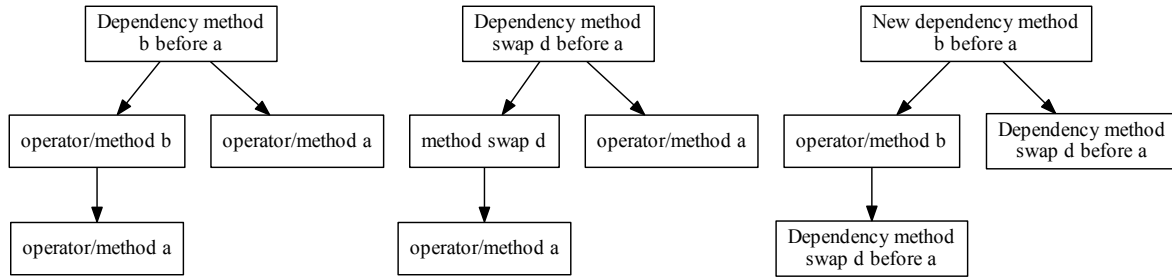 Dependency method
b before a
Dependency method
swap d before a
New dependency method
b before a
operator/method b
operator/method a
method swap d
operator/method a
operator/method b
Dependency method
swap d before a
operator/method a
operator/method a
Dependency method
swap d before a